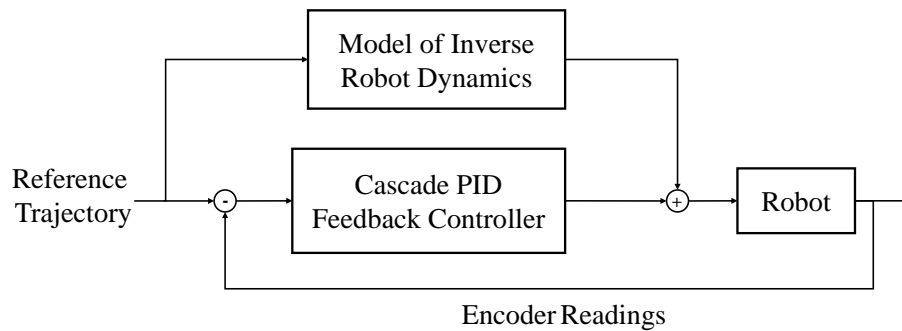 Model of Inverse
Robot Dynamics
Reference
Trajectory
-
Cascade PID
Feedback Controller
+
Robot
Encoder Readings